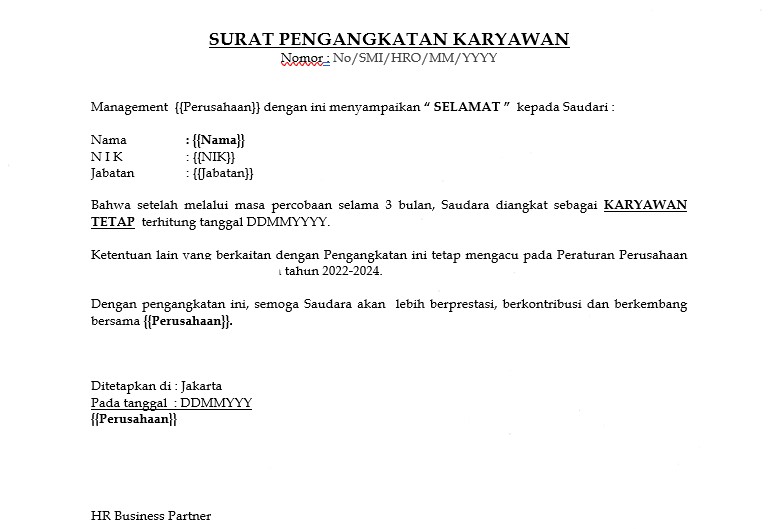 SURAT PENGANGKATAN KARYAWAN
Nomor : No/SMI/HRO/MM/YYYY
Management {{Perusahaan}} dengan ini menyampaikan “ SELAMAT ” kepada Saudari :
Nama : {{Nama}}
N I K : {{NIK}}
Jabatan : {{Jabatan}}
Bahwa setelah melalui masa percobaan selama 3 bulan, Saudara diangkat sebagai KARYAWAN
TETAP terhitung tanggal DDMMYYYY.
Ketentuan lain yang berkaitan dengan Pengangkatan ini tetap mengacu pada Peraturan Perusahaan
tahun 2022-2024.
Dengan pengangkatan ini, semoga Saudara akan lebih berprestasi, berkontribusi dan berkembang
bersama {{Perusahaan}}.
Ditetapkan di : Jakarta
Pada tanggal : DDMMYYY
{{Perusahaan}}
HR Business Partner